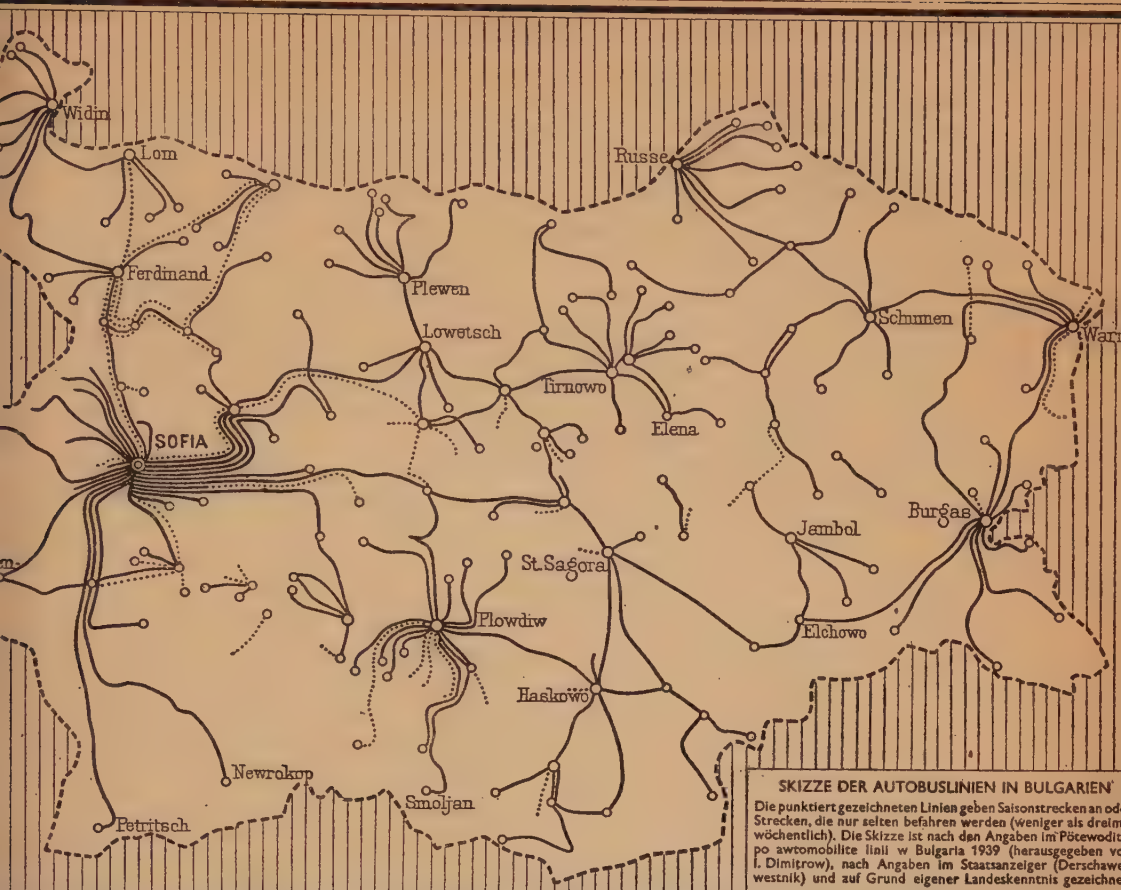 Widin
Lom
Russe
Ferdinand
Plewen
Schumen
Lowetsch
Tirnowo
Elena
SOFIA
Burgas
Jambol
St. Sagora
Plowdiw
Elchowo
Haskowo
Newrokop
Smoljan
Petritsch
SKIZZE DER AUTOBUSLINIEN IN BULGARIEN
Die punktiert gezeichneten Linien geben Saisonstrecken an
Strecken, die nur selten befahren werden (weniger als
wöchentlich). Die Skizze ist nach den Angaben im
po awtomobilite linii w Bulgaria 1939 (herausgegeben
I. Dimitrow), nach Angaben im Staatsanzeiger
westnik) und auf Grund eigener Landeskenntnis